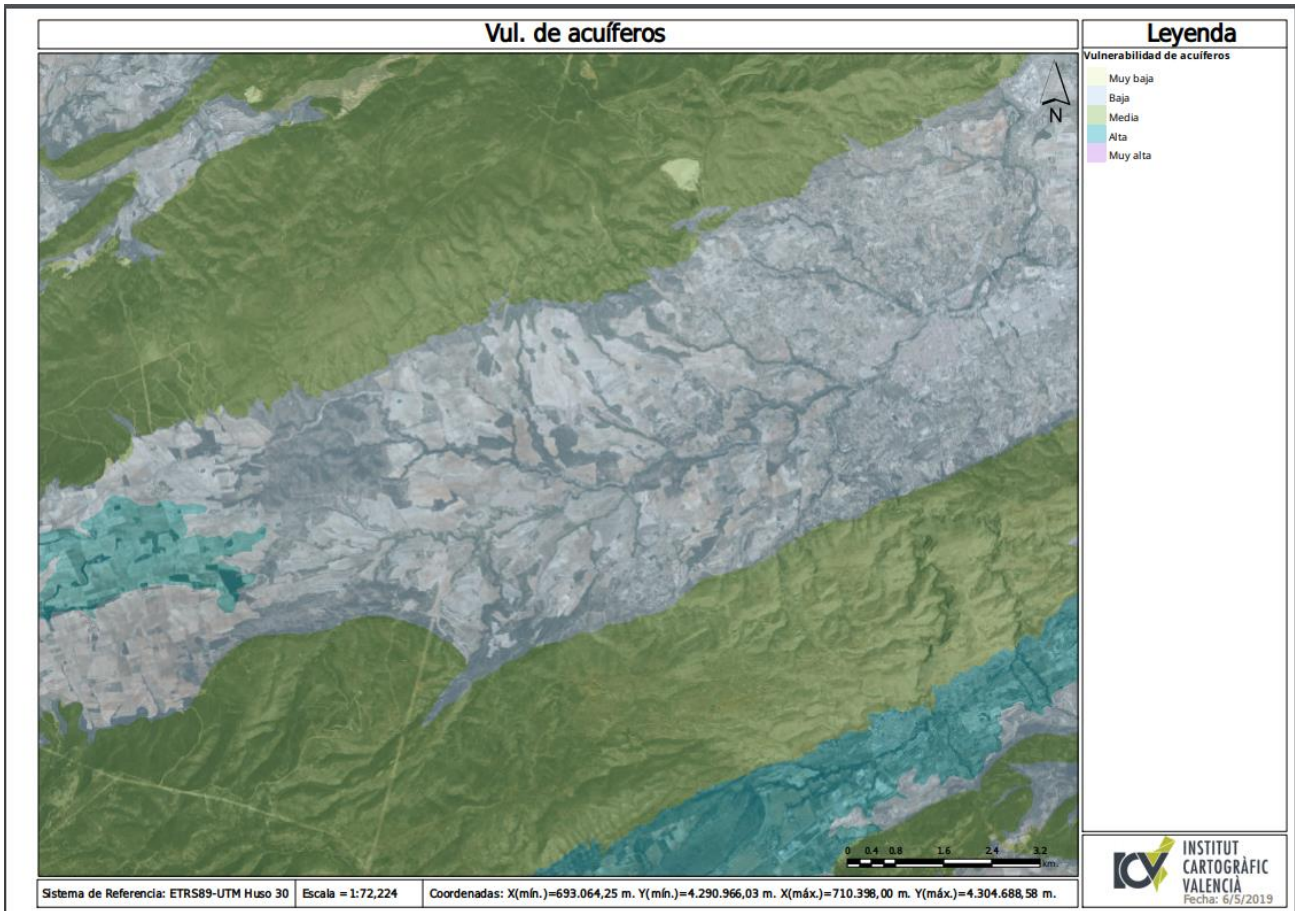 Vul. de acuíferos
Leyenda
Vulnerabilidad de acuíferos
Muy baja
Baja
Media
Alta
Muy alta
N
0 0.4 0.8 1.6 2.4 3.2
km.
Sistema de Referencia: ETRS89-UTM Huso 30 Escala = 1:72,224 Coordenadas: X(mín.)=693.064,25 m. Y(mín.)=4.290.966,03 m. X(máx.)=710.398,00 m. Y(máx.)=4.304.688,58 m.
ICV
INSTITUT
CARTOGRÀFIC
VALENCIÀ
Fecha: 6/5/2019